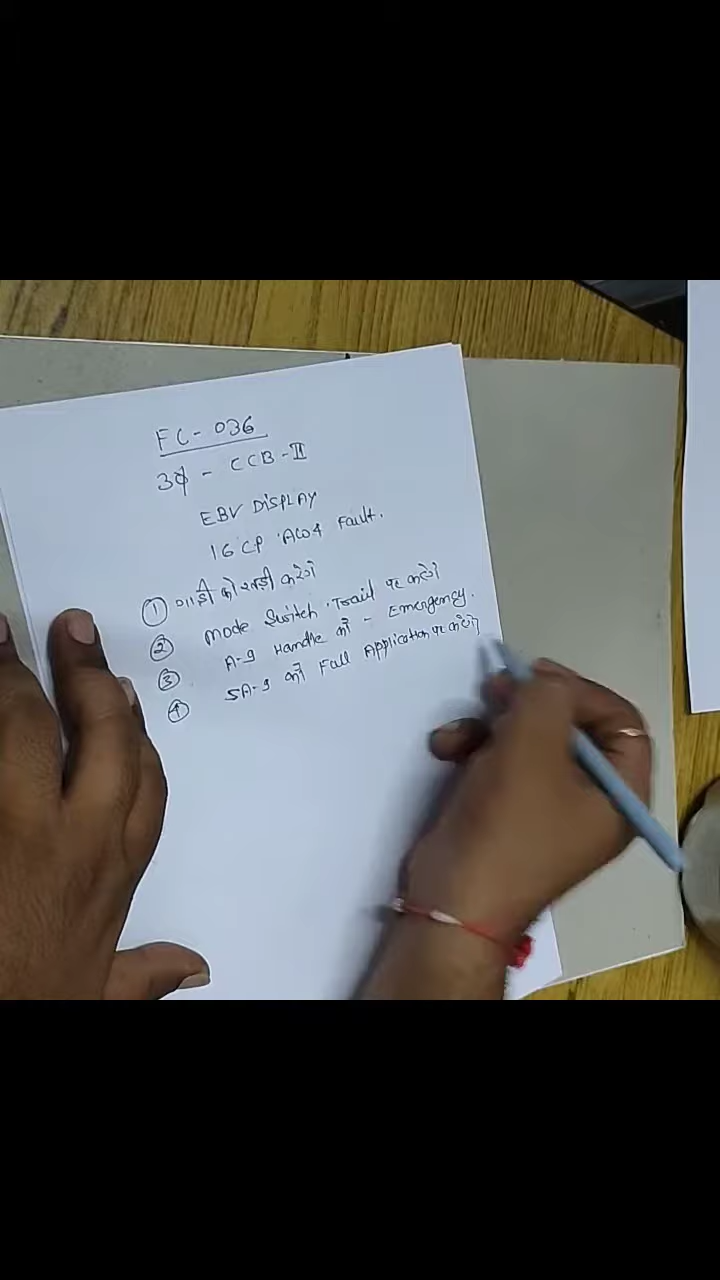 FC - 036
3φ - CCB - II
EBV DISPLAY
16 CP AW4 Fault.
① गाड़ी को खड़ी करेंगे
② Mode Switch Trail पर करेंगे
③ A-9 Handle को - Emergency.
④ SA-9 को Full Application पर करेंगे